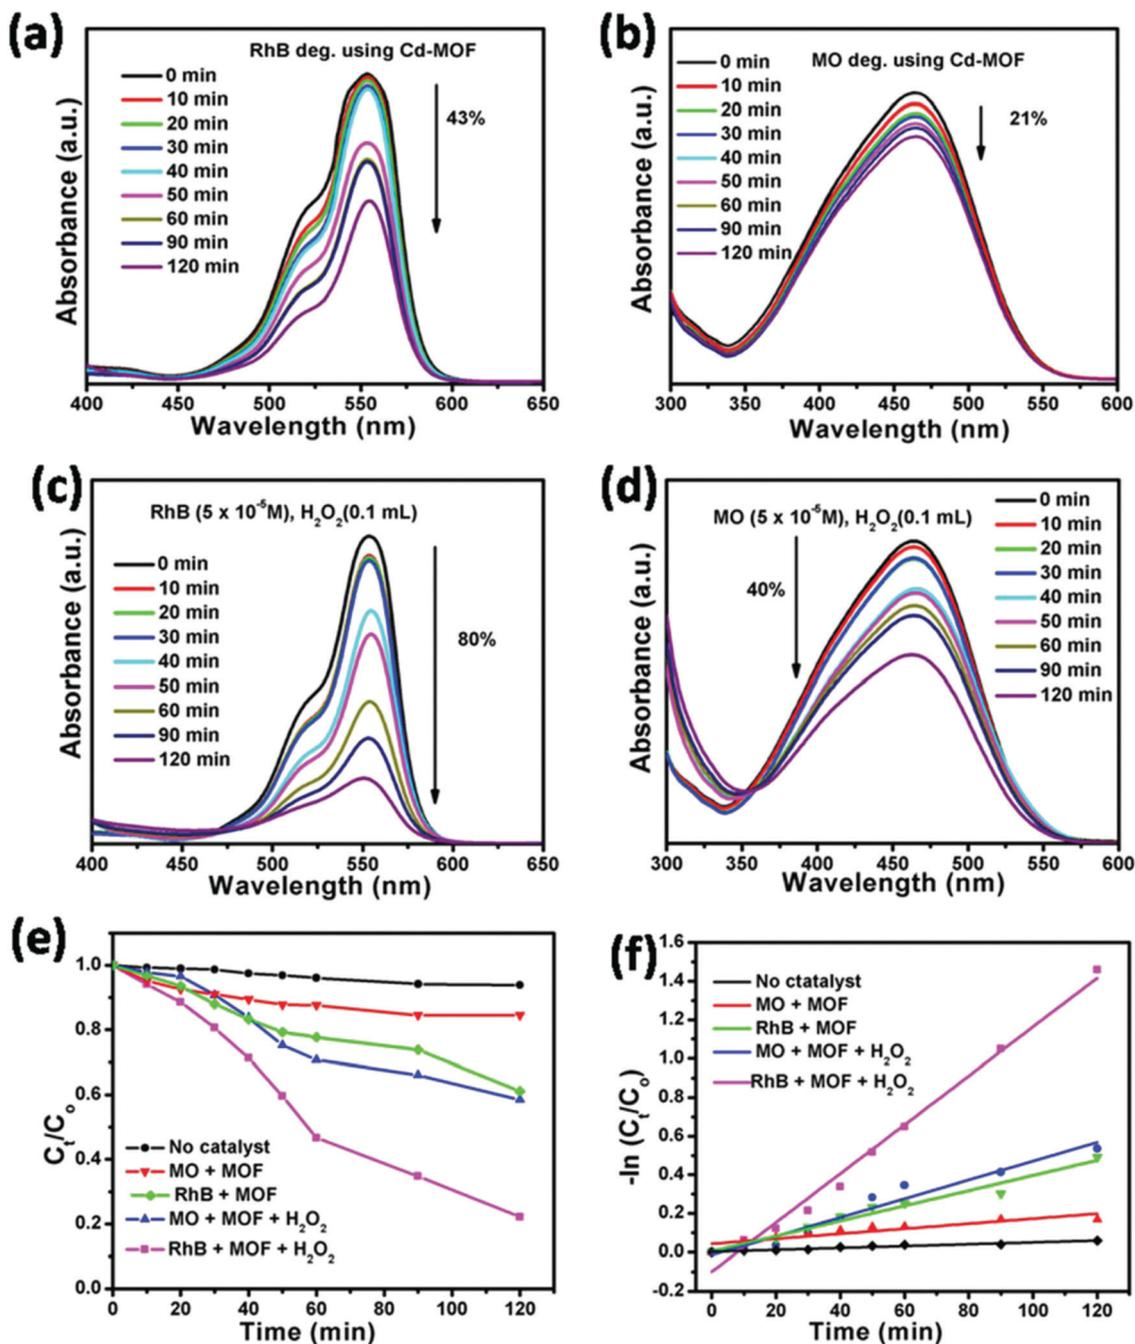 (a)
RhB deg. using Cd-MOF
0 min
10 min
20 min
30 min
40 min
50 min
60 min
90 min
120 min
43%
Absorbance (a.u.)
400 450 500 550 600 650
Wavelength (nm)
(b)
MO deg. using Cd-MOF
0 min
10 min
20 min
30 min
40 min
50 min
60 min
90 min
120 min
21%
Absorbance (a.u.)
300 350 400 450 500 550 600
Wavelength (nm)
(c)
RhB (5 x 10⁻⁵M), H₂O₂(0.1 mL)
0 min
10 min
20 min
30 min
40 min
50 min
60 min
90 min
120 min
80%
Absorbance (a.u.)
400 450 500 550 600 650
Wavelength (nm)
(d)
MO (5 x 10⁻⁵M), H₂O₂(0.1 mL)
0 min
10 min
20 min
30 min
40 min
50 min
60 min
90 min
120 min
40%
Absorbance (a.u.)
300 350 400 450 500 550 600
Wavelength (nm)
(e)
1.0
0.8
0.6
0.4
0.2
0.0
Cₜ/Cₒ
No catalyst
MO + MOF
RhB + MOF
MO + MOF + H₂O₂
RhB + MOF + H₂O₂
0 20 40 60 80 100 120
Time (min)
(f)
1.6
1.4
1.2
1.0
0.8
0.6
0.4
0.2
0.0
-0.2
-ln (Cₜ/Cₒ)
No ctatalyst
MO + MOF
RhB + MOF
MO + MOF + H₂O₂
RhB + MOF + H₂O₂
0 20 40 60 80 100 120
Time (min)